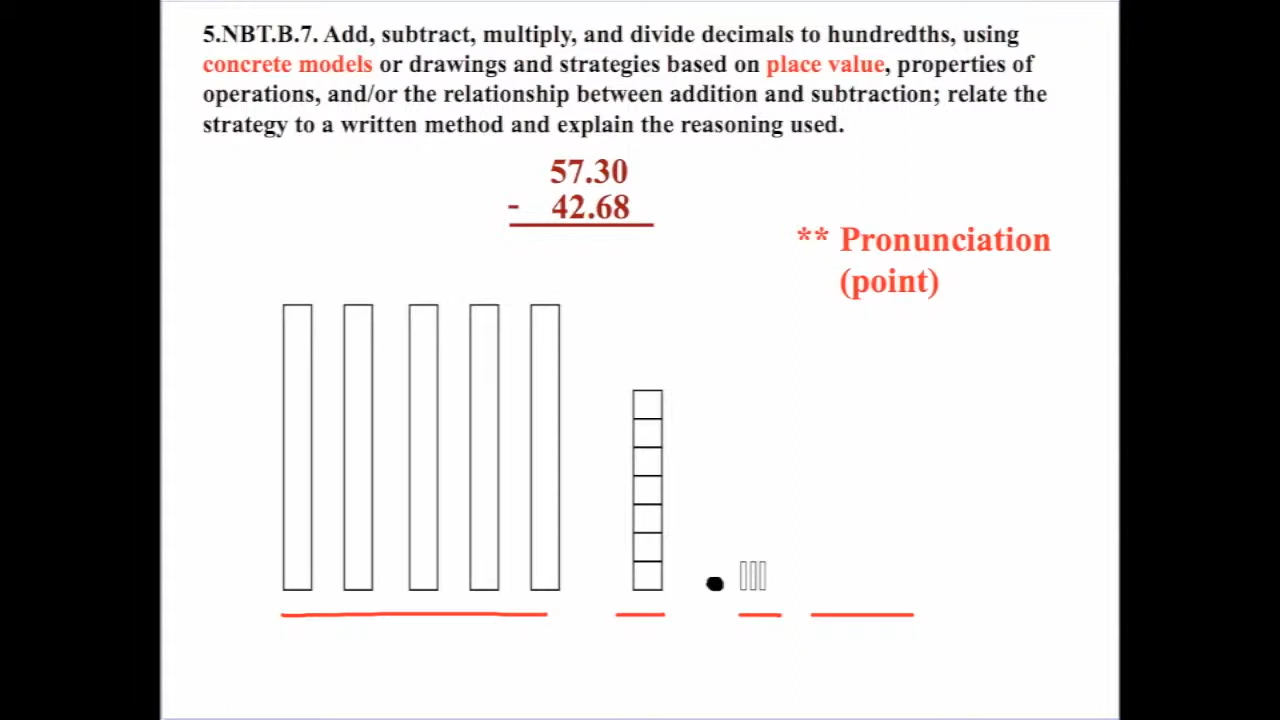 5.NBT.B.7. Add, subtract, multiply, and divide decimals to hundredths, using
concrete models or drawings and strategies based on place value, properties of
operations, and/or the relationship between addition and subtraction; relate the
strategy to a written method and explain the reasoning used.
57.30
- 42.68
** Pronunciation
(point)